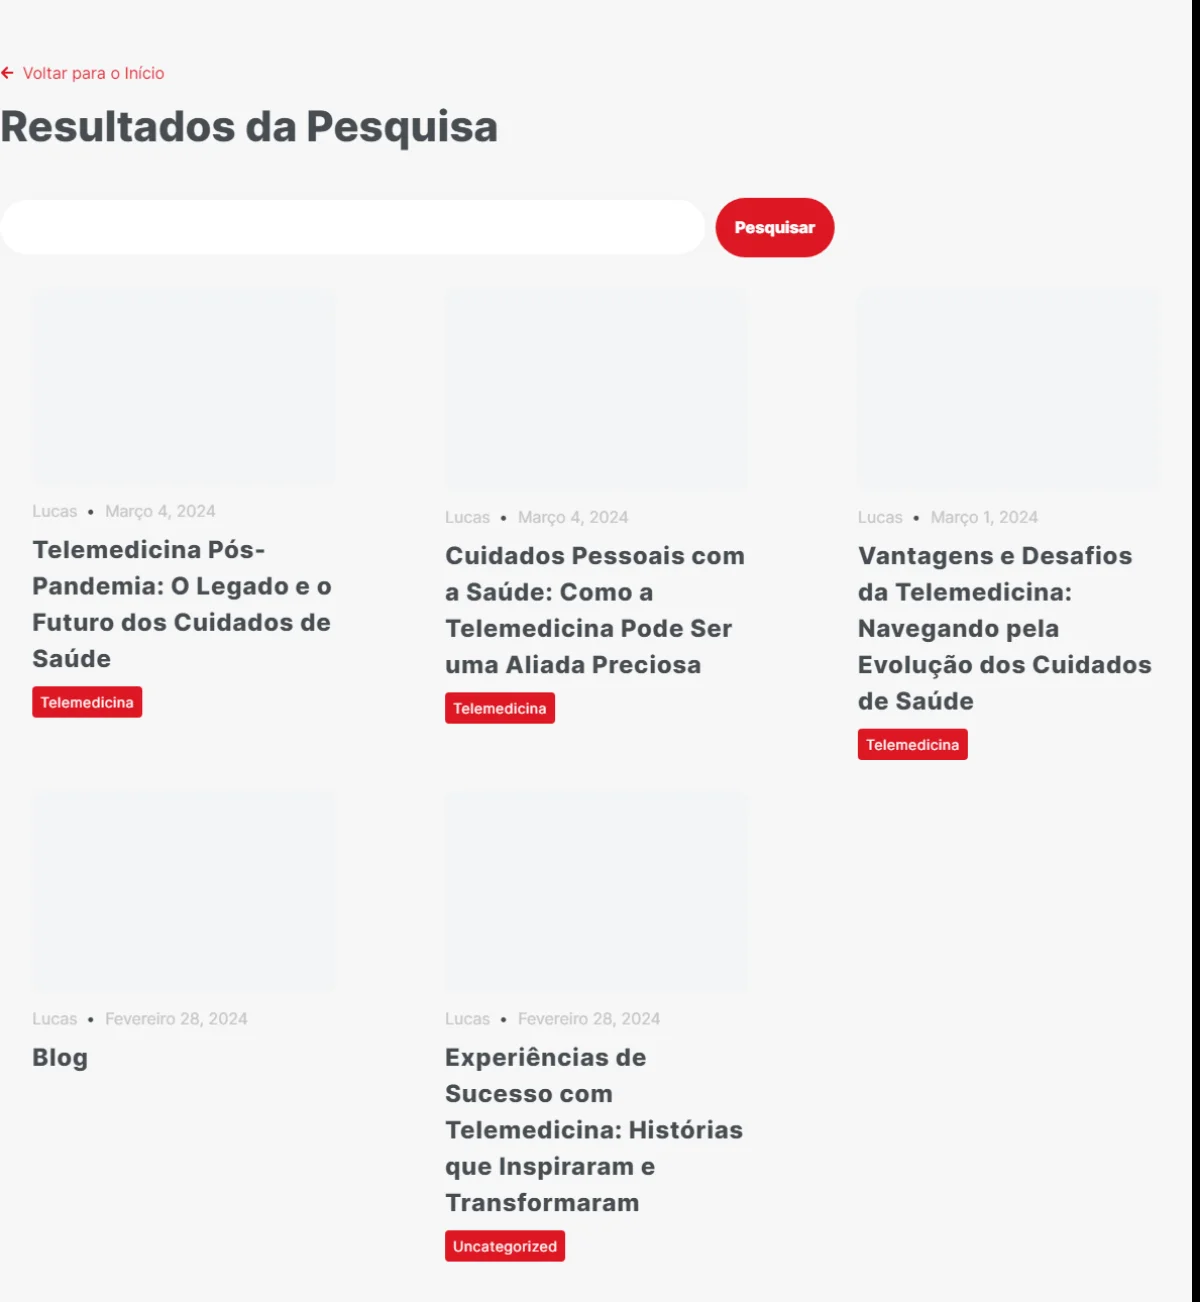 Voltar para o Início
Resultados da Pesquisa
Pesquisar
Lucas • Março 4, 2024
Telemedicina Pós-
Pandemia: O Legado e o
Futuro dos Cuidados de
Saúde
Telemedicina
Lucas • Março 4, 2024
Cuidados Pessoais com
a Saúde: Como a
Telemedicina Pode Ser
uma Aliada Preciosa
Telemedicina
Lucas • Março 1, 2024
Vantagens e Desafios
da Telemedicina:
Navegando pela
Evolução dos Cuidados
de Saúde
Telemedicina
Lucas • Fevereiro 28, 2024
Blog
Lucas • Fevereiro 28, 2024
Experiências de
Sucesso com
Telemedicina: Histórias
que Inspiraram e
Transformaram
Uncategorized